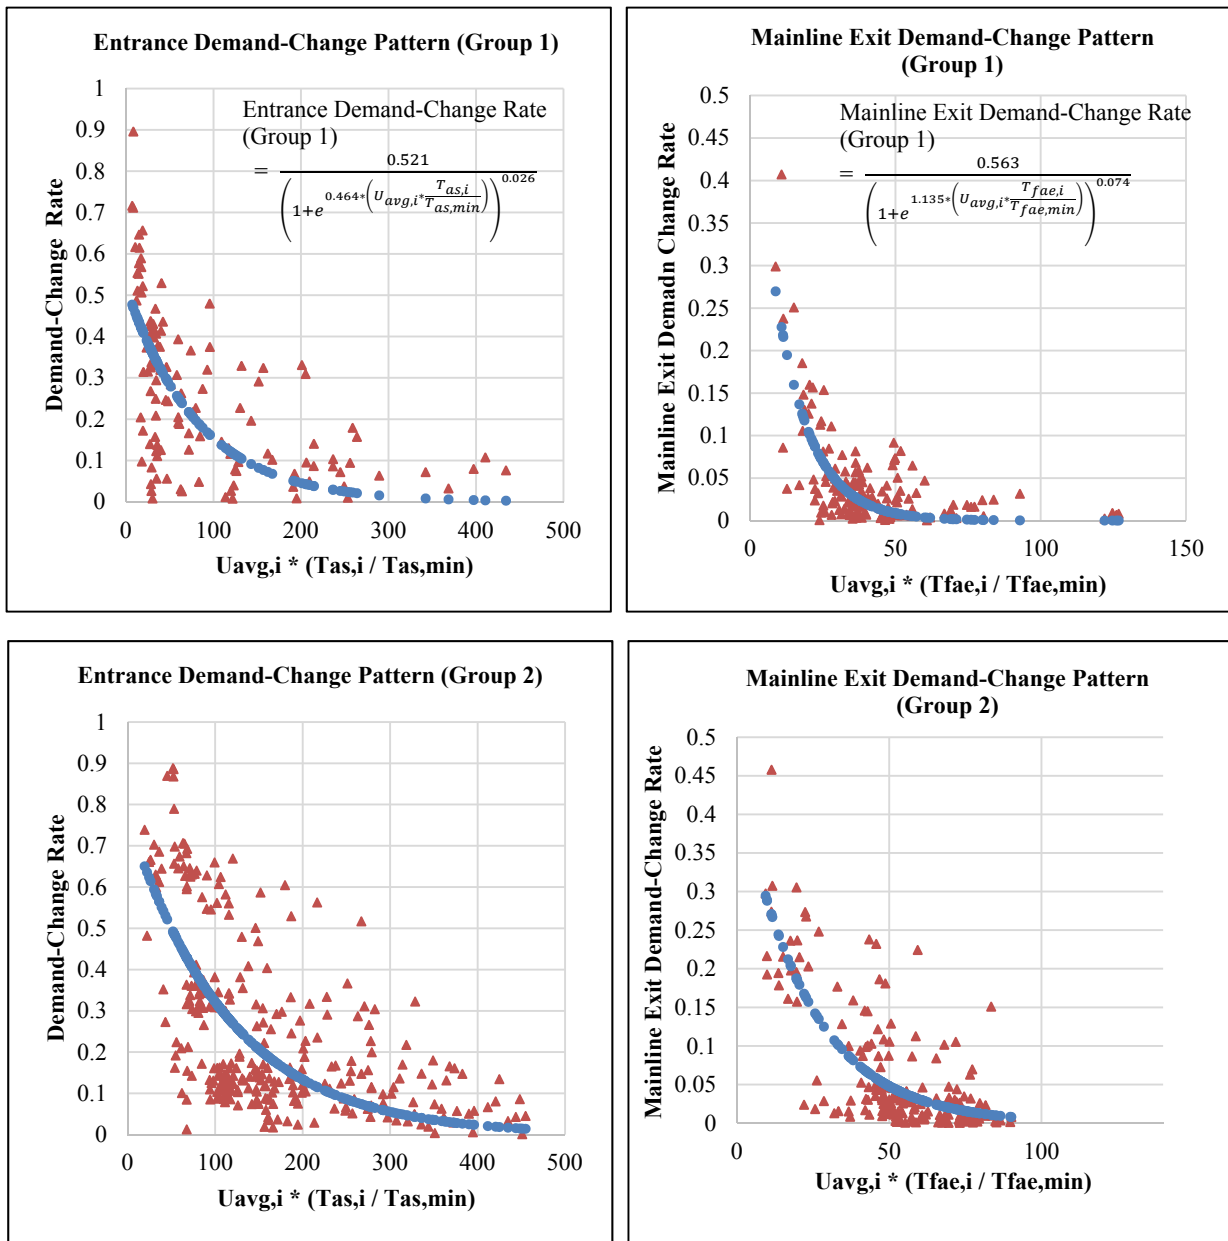 Entrance Demand-Change Pattern (Group 1)
Demand-Change Rate
1
0.9
0.8
0.7
0.6
0.5
0.4
0.3
0.2
0.1
0
Entrance Demand-Change Rate
(Group 1)
= 0.521 / (1+e^{0.464*(U_{avg,i}*T_{as,i}/T_{as,min})})^{0.026}
0 100 200 300 400 500
Uavg,i * (Tas,i / Tas,min)
Mainline Exit Demand-Change Pattern
(Group 1)
Mainline Exit Demadn Change Rate
0.5
0.45
0.4
0.35
0.3
0.25
0.2
0.15
0.1
0.05
0
Mainline Exit Demand-Change Rate
(Group 1)
= 0.563 / (1+e^{1.135*(U_{avg,i}*T_{fae,i}/T_{fae,min})})^{0.074}
0 50 100 150
Uavg,i * (Tfae,i / Tfae,min)
Entrance Demand-Change Pattern (Group 2)
Demand-Change Rate
1
0.9
0.8
0.7
0.6
0.5
0.4
0.3
0.2
0.1
0
0 100 200 300 400 500
Uavg,i * (Tas,i / Tas,min)
Mainline Exit Demand-Change Pattern
(Group 2)
Mainline Exit Demand-Change Rate
0.5
0.45
0.4
0.35
0.3
0.25
0.2
0.15
0.1
0.05
0
0 50 100
Uavg,i * (Tfae,i / Tfae,min)